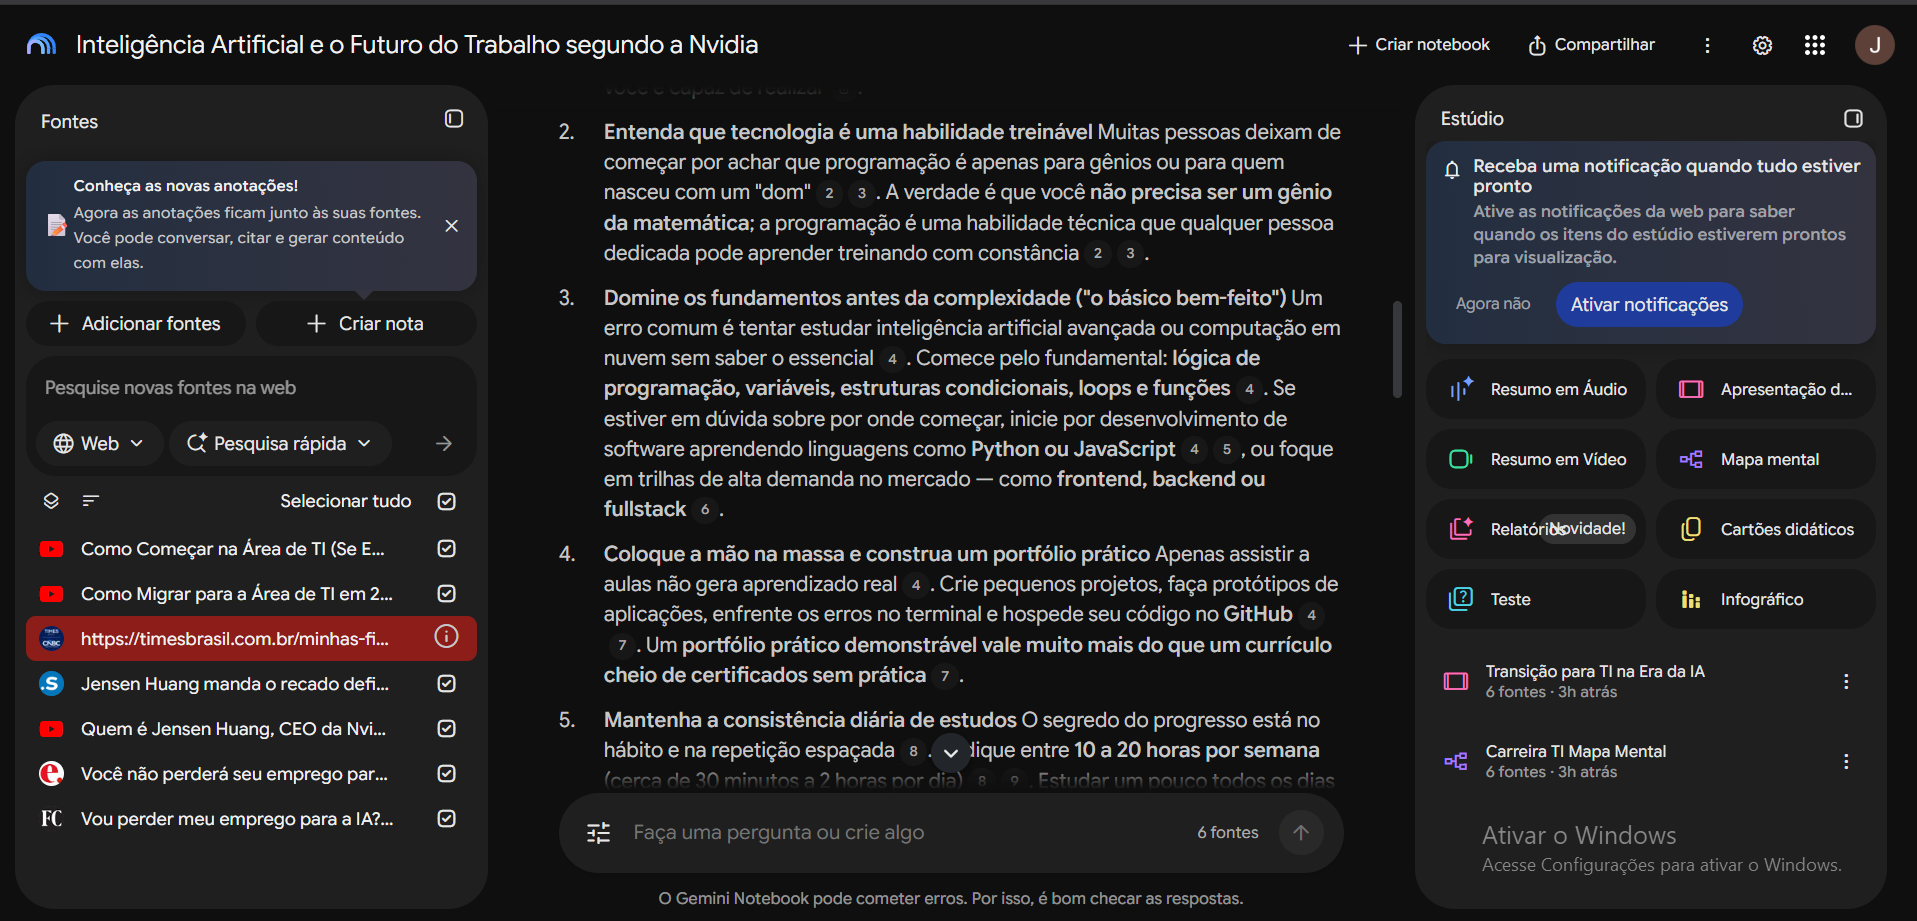 Inteligência Artificial e o Futuro do Trabalho segundo a Nvidia
Criar notebook
Compartilhar
J
Fontes
Conheça as novas anotações!
Agora as anotações ficam junto às suas fontes.
Você pode conversar, citar e gerar conteúdo
com elas.
Adicionar fontes
Criar nota
Pesquise novas fontes na web
Web
Pesquisa rápida
Selecionar tudo
Como Começar na Área de TI (Se E...
Como Migrar para a Área de TI em 2...
https://timesbrasil.com.br/minhas-fi...
Jensen Huang manda o recado defi...
Quem é Jensen Huang, CEO da Nvi...
Você não perderá seu emprego par...
FC Vou perder meu emprego para a IA?...
você é capaz de realizar
2. Entenda que tecnologia é uma habilidade treinável Muitas pessoas deixam de
começar por achar que programação é apenas para gênios ou para quem
nasceu com um "dom" 2 3 . A verdade é que você não precisa ser um gênio
da matemática; a programação é uma habilidade técnica que qualquer pessoa
dedicada pode aprender treinando com constância 2 3 .
3. Domine os fundamentos antes da complexidade ("o básico bem-feito") Um
erro comum é tentar estudar inteligência artificial avançada ou computação em
nuvem sem saber o essencial 4 . Comece pelo fundamental: lógica de
programação, variáveis, estruturas condicionais, loops e funções 4 . Se
estiver em dúvida sobre por onde começar, inicie por desenvolvimento de
software aprendendo linguagens como Python ou JavaScript 4 5 , ou foque
em trilhas de alta demanda no mercado — como frontend, backend ou
fullstack 6 .
4. Coloque a mão na massa e construa um portfólio prático Apenas assistir a
aulas não gera aprendizado real 4 . Crie pequenos projetos, faça protótipos de
aplicações, enfrente os erros no terminal e hospede seu código no GitHub 4
7 . Um portfólio prático demonstrável vale muito mais do que um currículo
cheio de certificados sem prática 7 .
5. Mantenha a consistência diária de estudos O segredo do progresso está no
hábito e na repetição espaçada 8 . dique entre 10 a 20 horas por semana
(cerca de 30 minutos a 2 horas por dia) 8 9 . Estudar um pouco todos os dias
Faça uma pergunta ou crie algo
6 fontes
O Gemini Notebook pode cometer erros. Por isso, é bom checar as respostas.
Estúdio
Receba uma notificação quando tudo estiver
pronto
Ative as notificações da web para saber
quando os itens do estúdio estiverem prontos
para visualização.
Agora não
Ativar notificações
Resumo em Áudio
Apresentação d...
Resumo em Vídeo
Mapa mental
Relatórios
Novidade!
Cartões didáticos
Teste
Infográfico
Transição para TI na Era da IA
6 fontes · 3h atrás
Carreira TI Mapa Mental
6 fontes · 3h atrás
Ativar o Windows
Acesse Configurações para ativar o Windows.